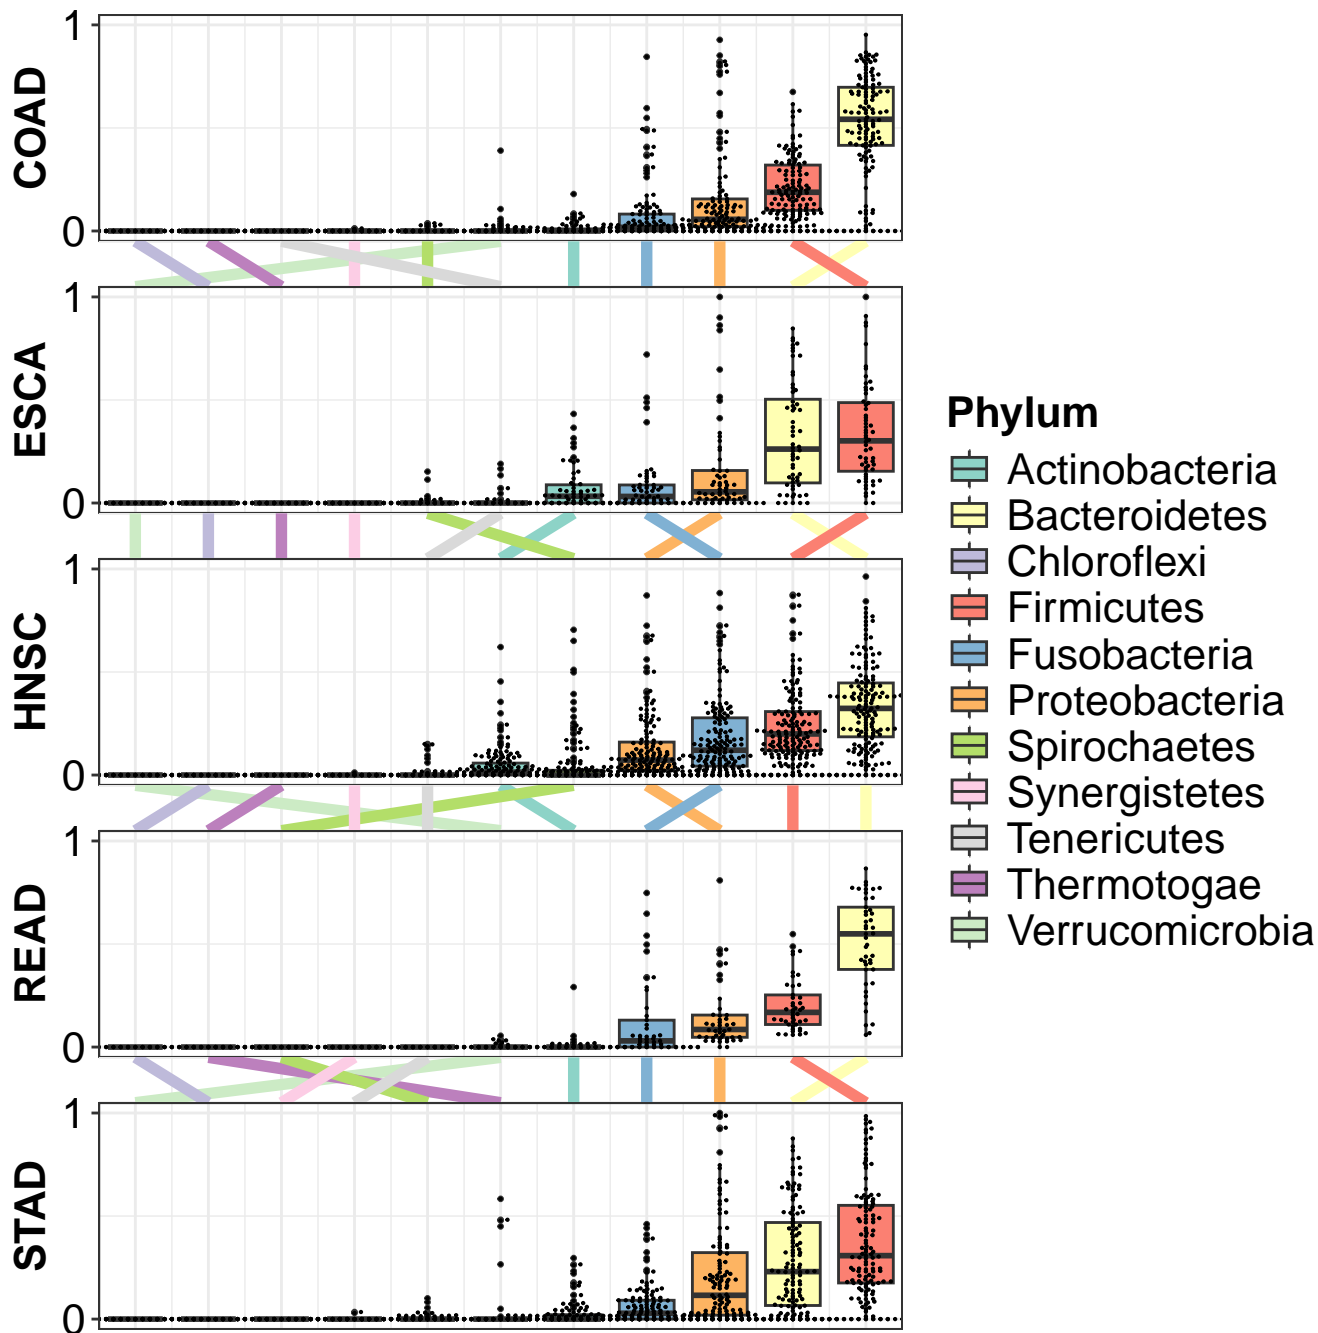 COAD
1
0
ESCA
1
0
HNSC
1
0
READ
1
0
STAD
1
0
Phylum
Actinobacteria
Bacteroidetes
Chloroflexi
Firmicutes
Fusobacteria
Proteobacteria
Spirochaetes
Synergistetes
Tenericutes
Thermotogae
Verrucomicrobia